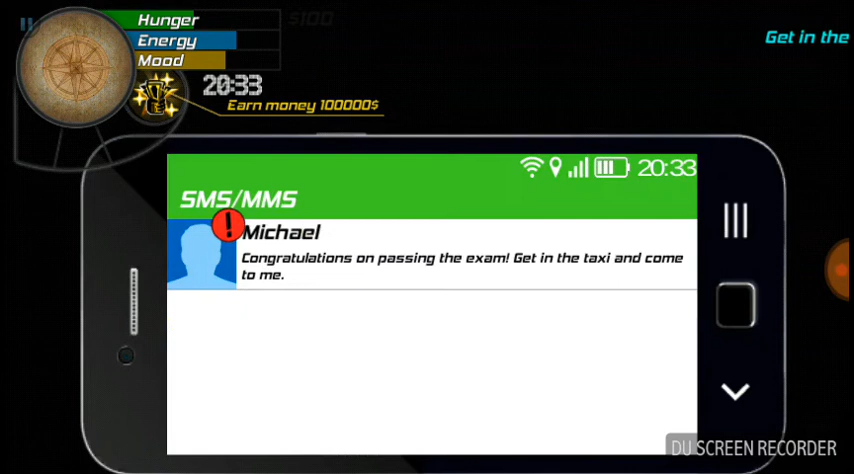 Hunger
$100
Energy
Get in the
Mood
20:33
Earn money 100000$
20:33
SMS/MMS
!
Michael
Congratulations on passing the exam! Get in the taxi and come
to me.
DU SCREEN RECORDER